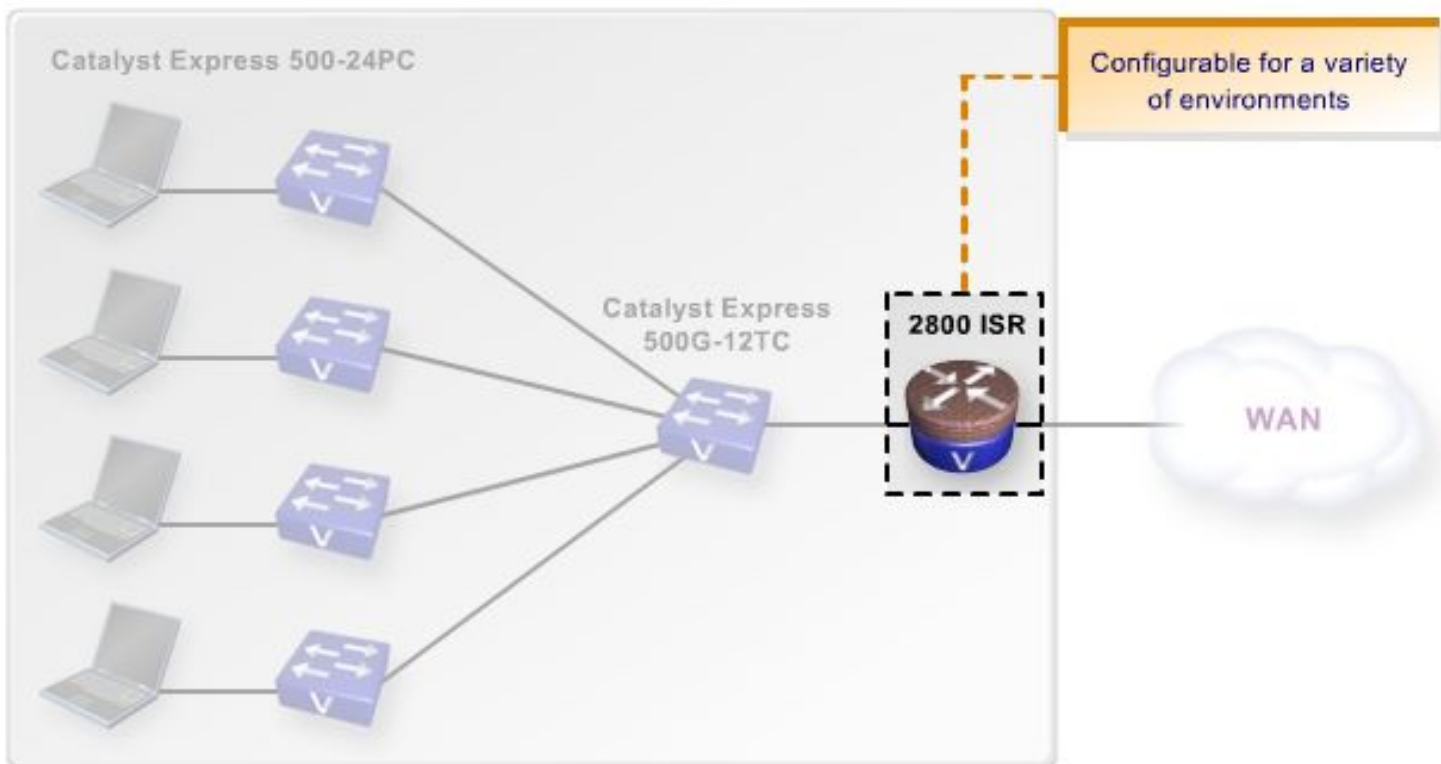 Catalyst Express 500-24PC
Configurable for a variety
of environments
Catalyst Express
500G-12TC
2800 ISR
WAN
V
V
V
V
V
V